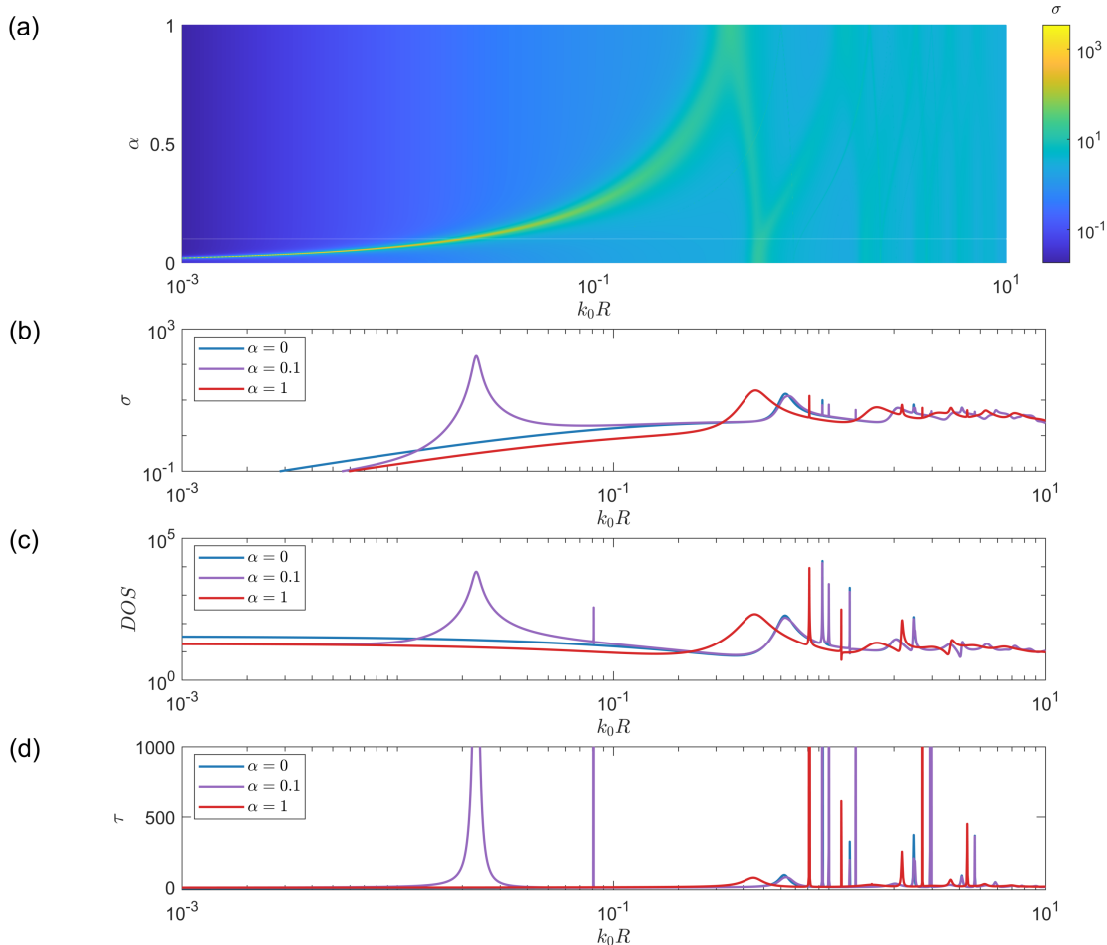 (a)
σ
1
0.5
0
α
10^3
10^1
10^-1
10^-3
10^-1
10^1
k_0R
(b)
10^3
10^-1
σ
α = 0
α = 0.1
α = 1
10^-3
10^-1
10^1
k_0R
(c)
10^5
10^0
DOS
α = 0
α = 0.1
α = 1
10^-3
10^-1
10^1
k_0R
(d)
1000
500
0
τ
α = 0
α = 0.1
α = 1
10^-3
10^-1
10^1
k_0R